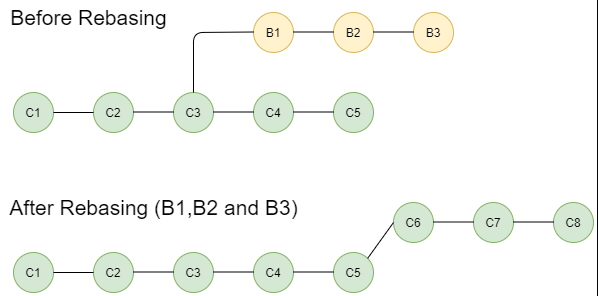 Before Rebasing
B1 B2 B3
C1 C2 C3 C4 C5
After Rebasing (B1,B2 and B3)
C6 C7 C8
C1 C2 C3 C4 C5